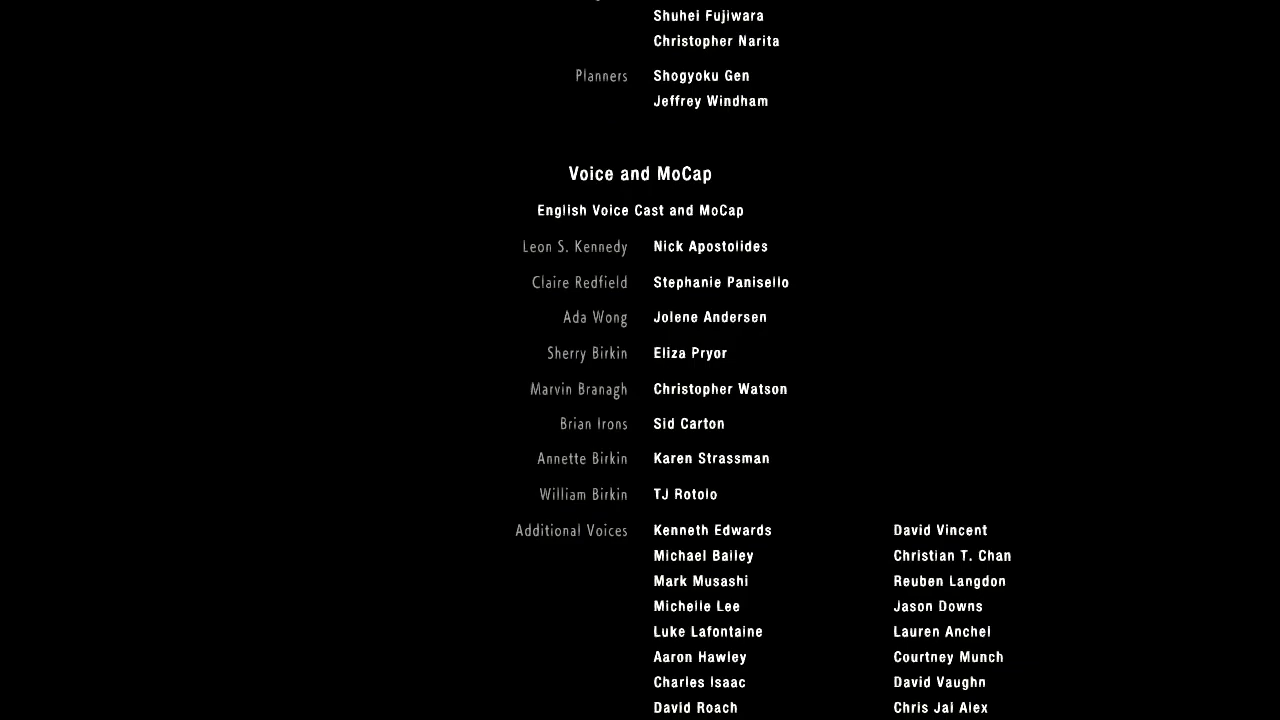 Shuhei Fujiwara
Christopher Narita
Planners Shogyoku Gen
Jeffrey Windham
Voice and MoCap
English Voice Cast and MoCap
Leon S. Kennedy Nick Apostolides
Claire Redfield Stephanie Panisello
Ada Wong Jolene Andersen
Sherry Birkin Eliza Pryor
Marvin Branagh Christopher Watson
Brian Irons Sid Carton
Annette Birkin Karen Strassman
William Birkin TJ Rotolo
Additional Voices Kenneth Edwards David Vincent
Michael Bailey Christian T. Chan
Mark Musashi Reuben Langdon
Michelle Lee Jason Downs
Luke Lafontaine Lauren Anchel
Aaron Hawley Courtney Munch
Charles Isaac David Vaughn
David Roach Chris Jai Alex